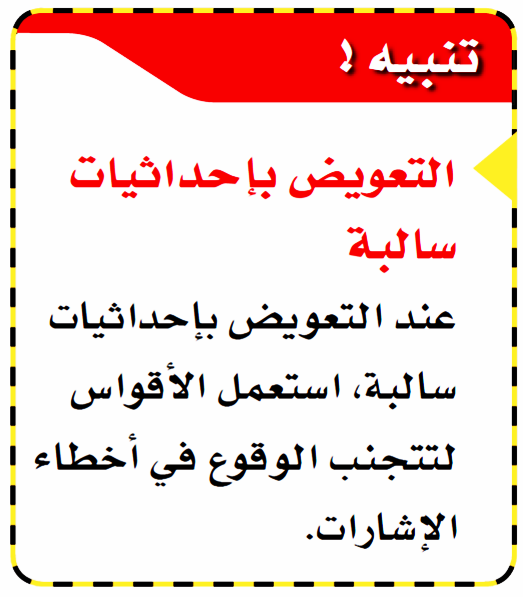 تنبيه !
التعويض بإحداثيات
سالبة
عند التعويض بإحداثيات
سالبة، استعمل الأقواس
لتتجنب الوقوع في أخطاء
الإشارات.